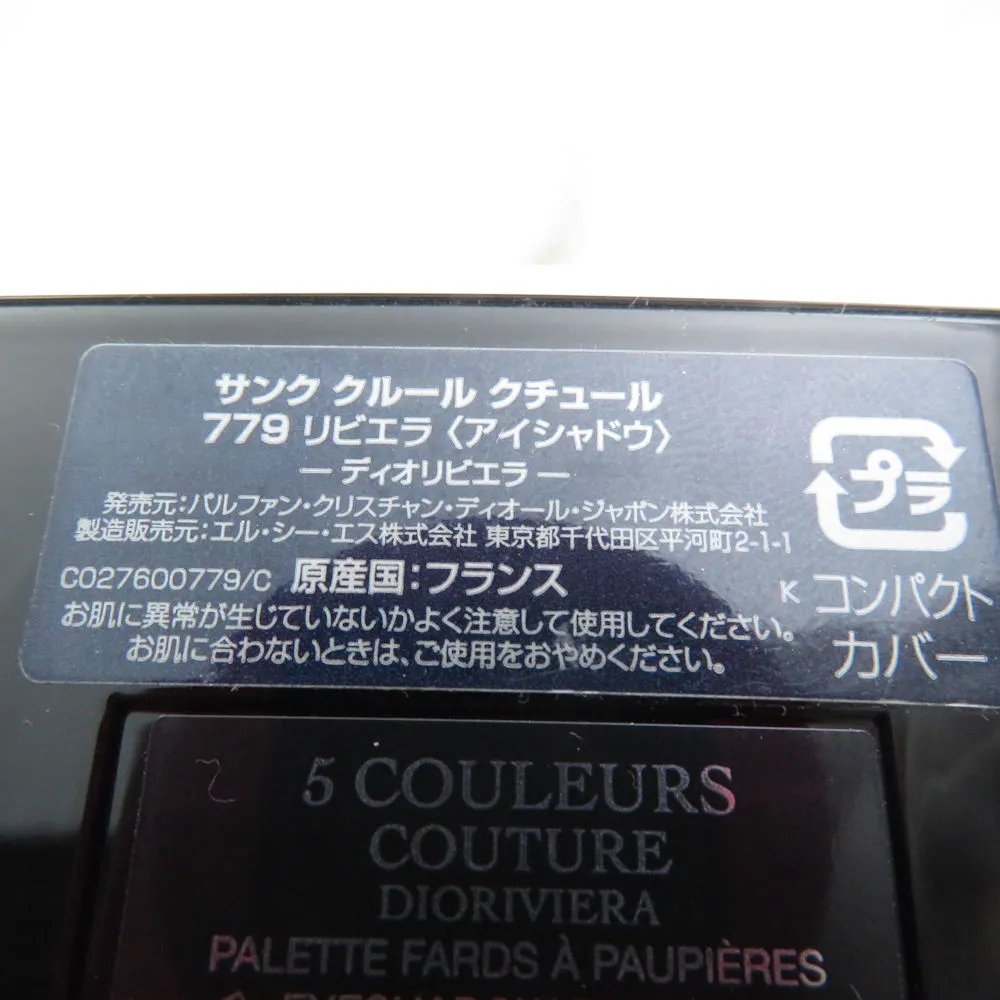 サンク クルール クチュール
779 リビエラ〈アイシャドウ〉
― ディオリビエラ ―
発売元:パルファン・クリスチャン・ディオール・ジャポン株式会社
製造販売元:エル・シー・エス株式会社 東京都千代田区平河町2-1-1
C027600779/C 原産国:フランス
お肌に異常が生じていないかよく注意して使用してください。
お肌に合わないときは、ご使用をおやめください。
プラ
K コンパクト
カバー
5 COULEURS
COUTURE
DIORIVIERA
PALETTE FARDS À PAUPIÈRES